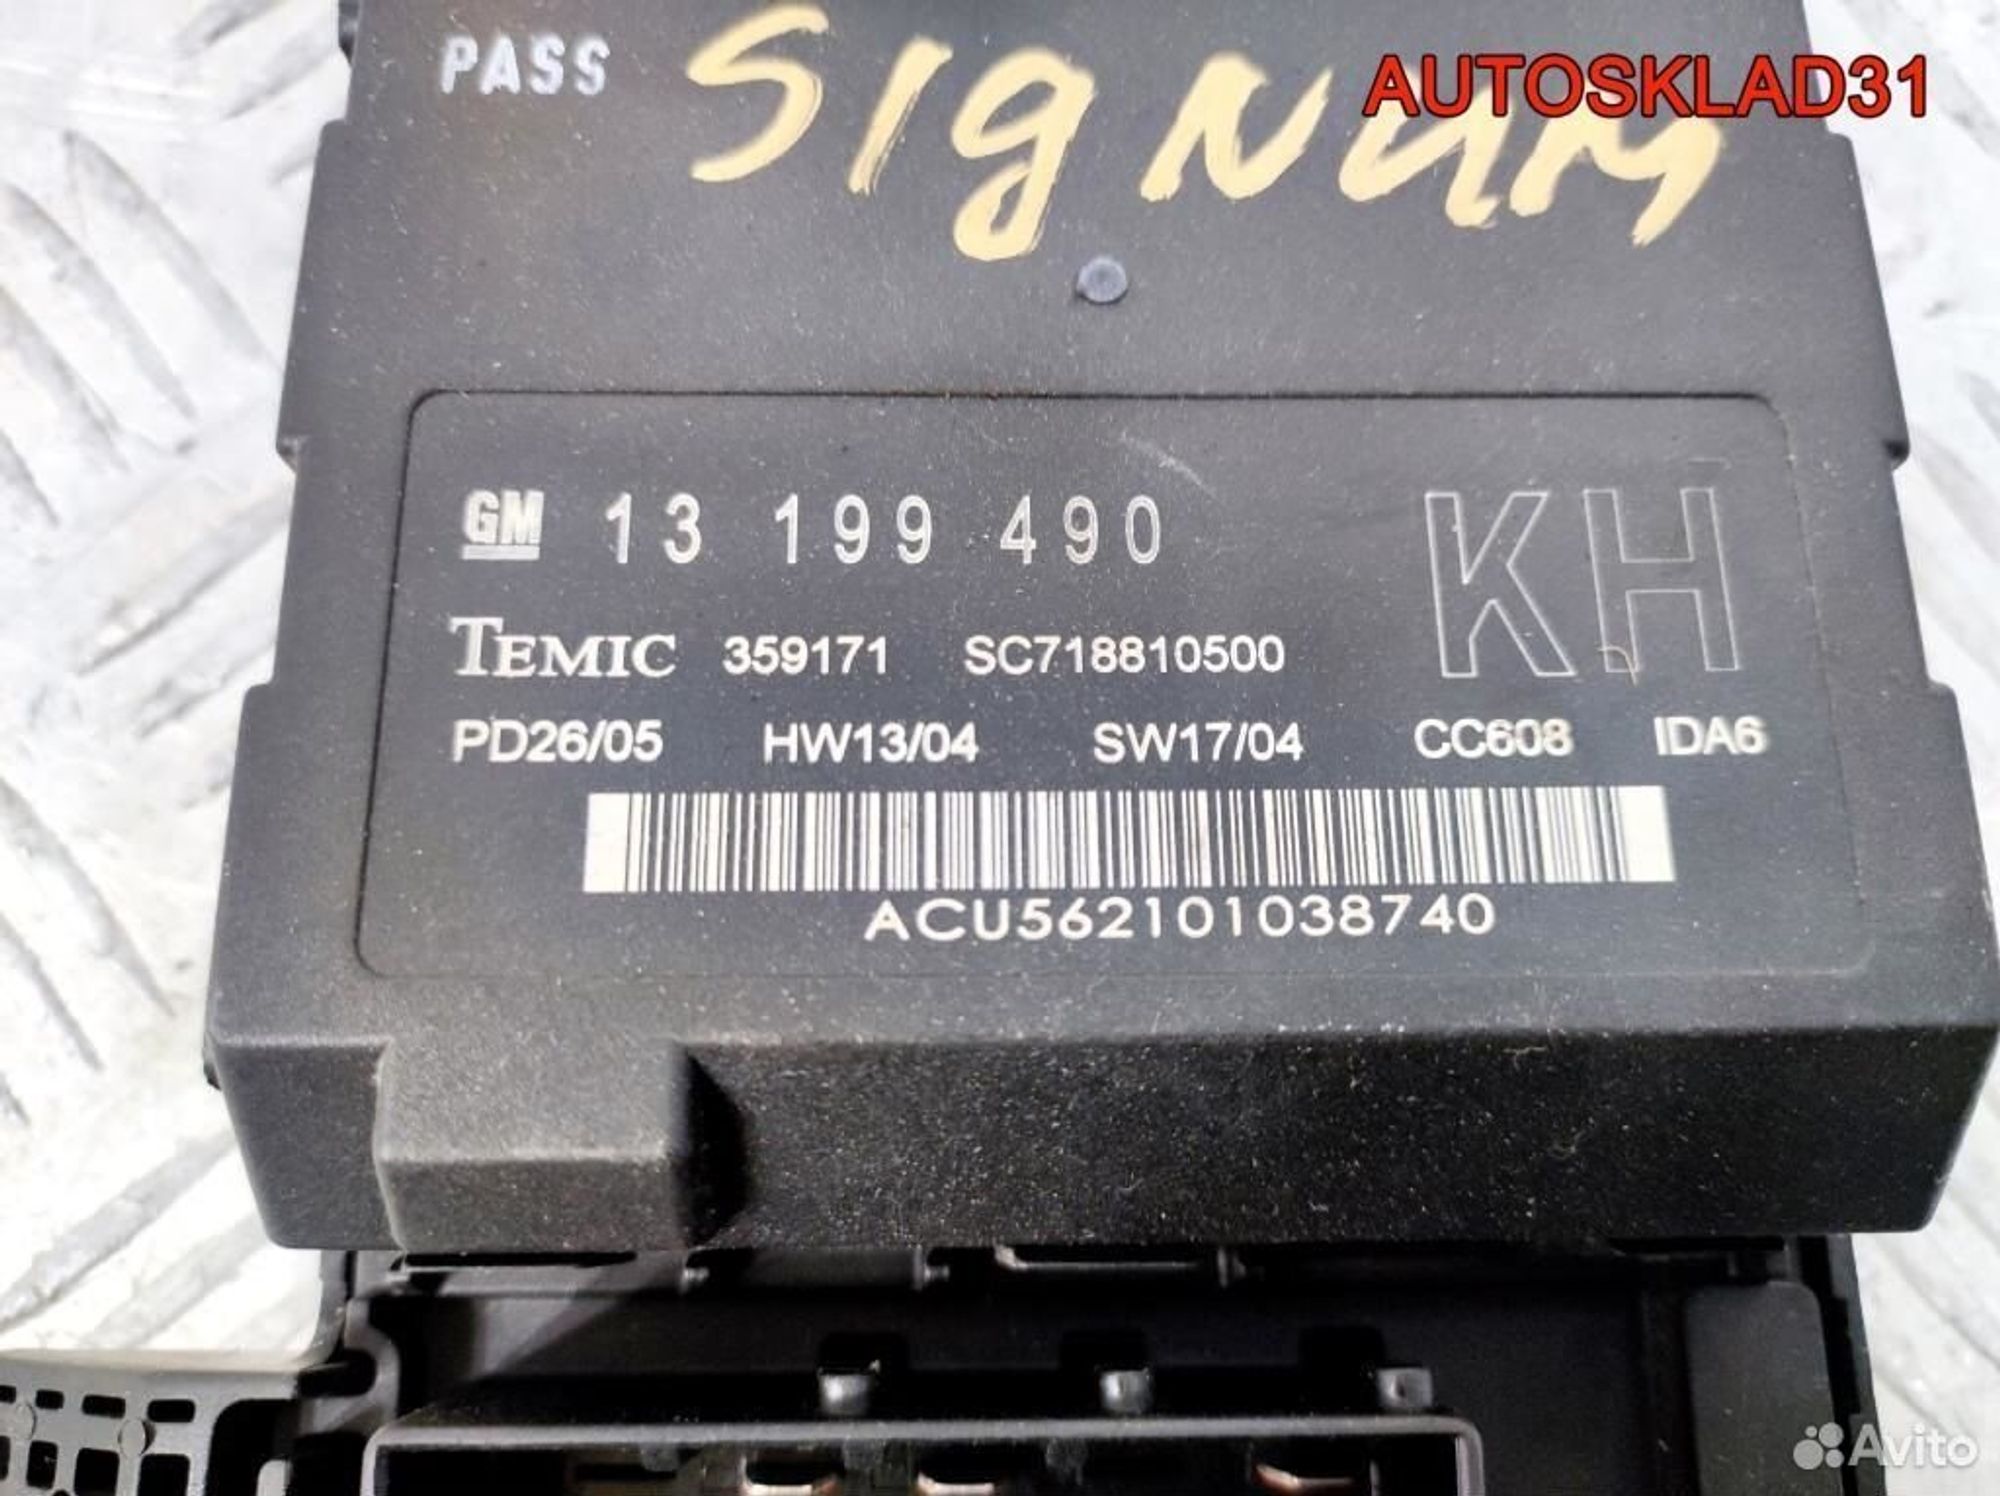 PASS
SIgNUM
AUTOSKLAD31
GM 13 199 490 KH
TEMIC 359171 SC718810500
PD26/05 HW13/04 SW17/04 CC608 IDA6
ACU562101038740
Avito